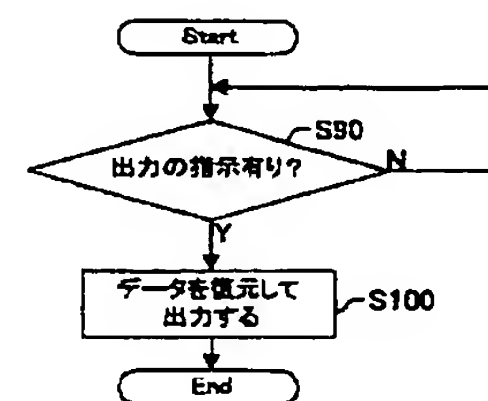 Start
S90
出力の指示有り?
N
Y
データを復元して
出力する
S100
End